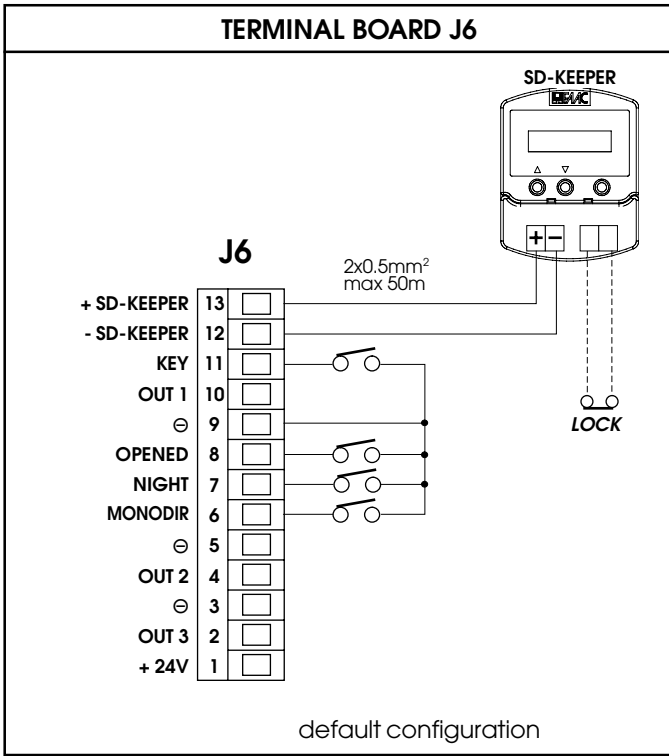 TERMINAL BOARD J6
SD-KEEPER
FAAC
+ −
J6
2x0.5mm²
max 50m
+ SD-KEEPER 13
- SD-KEEPER 12
KEY 11
OUT 1 10
⊖ 9
OPENED 8
NIGHT 7
MONODIR 6
⊖ 5
OUT 2 4
⊖ 3
OUT 3 2
+ 24V 1
LOCK
default configuration